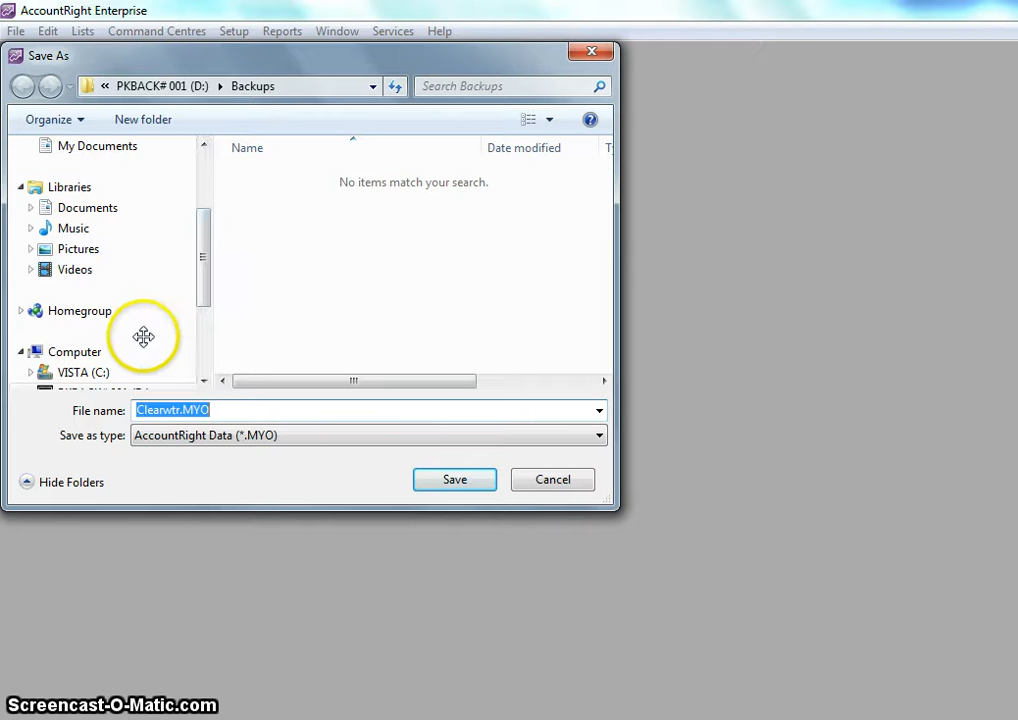 AccountRight Enterprise
File Edit Lists Command Centres Setup Reports Window Services Help
Save As
« PKBACK# 001 (D:) Backups Search Backups
Organize New folder
My Documents
Name Date modified
No items match your search.
Libraries
Documents
Music
Pictures
Videos
Homegroup
Computer
VISTA (C:)
File name: Clearwtr.MYO
Save as type: AccountRight Data (*.MYO)
Hide Folders Save Cancel
Screencast-O-Matic.com